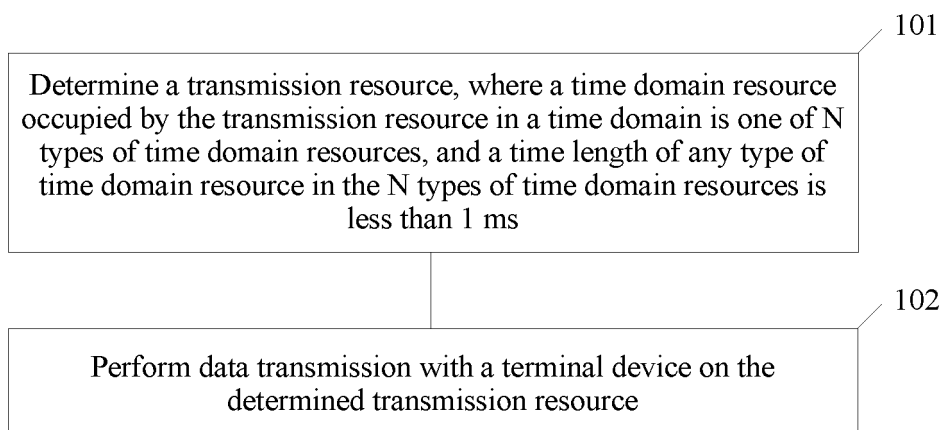 101
Determine a transmission resource, where a time domain resource
occupied by the transmission resource in a time domain is one of N
types of time domain resources, and a time length of any type of
time domain resource in the N types of time domain resources is
less than 1 ms
102
Perform data transmission with a terminal device on the
determined transmission resource